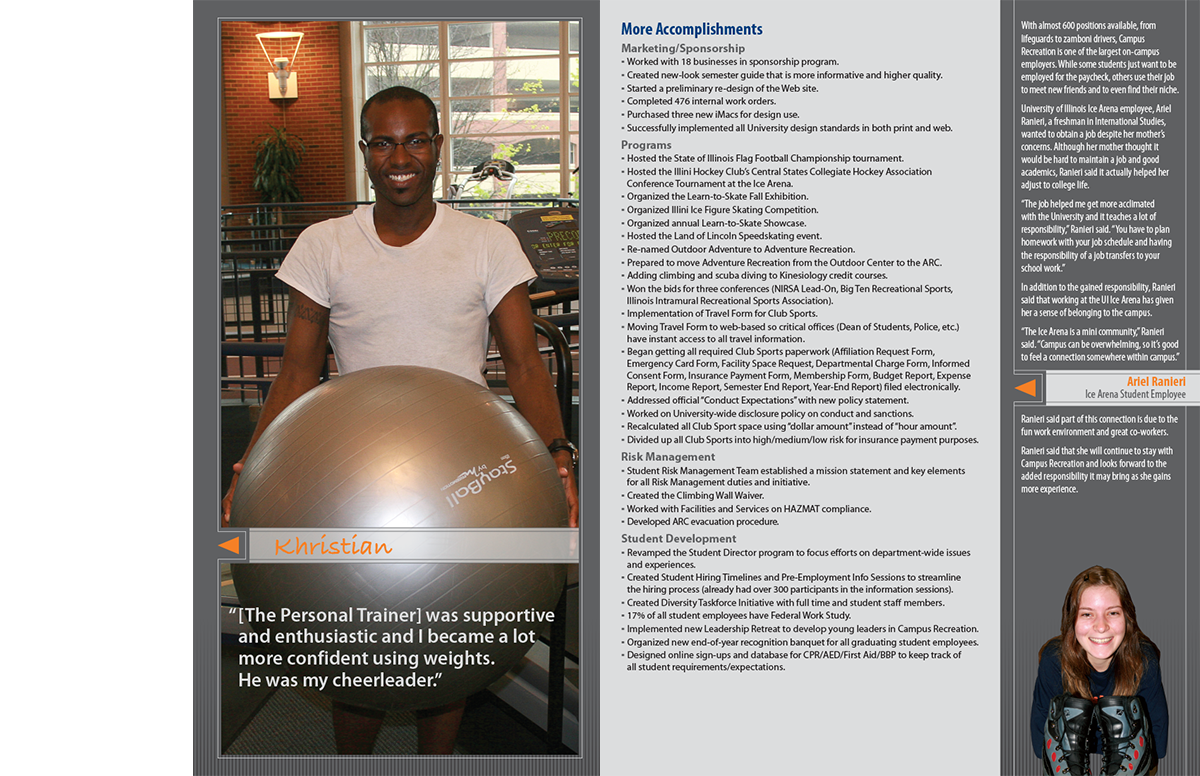 PRECOR
StayBall
BY
Khristian
“[The Personal Trainer] was supportive
and enthusiastic and I became a lot
more confident using weights.
He was my cheerleader.”
More Accomplishments
Marketing/Sponsorship
• Worked with 18 businesses in sponsorship program.
• Created new-look semester guide that is more informative and higher quality.
• Started a preliminary re-design of the Web site.
• Completed 476 internal work orders.
• Purchased three new iMacs for design use.
• Successfully implemented all University design standards in both print and web.
Programs
• Hosted the State of Illinois Flag Football Championship tournament.
• Hosted the Illini Hockey Club’s Central States Collegiate Hockey Association
Conference Tournament at the Ice Arena.
• Organized the Learn-to-Skate Fall Exhibition.
• Organized Illini Ice Figure Skating Competition.
• Organized annual Learn-to-Skate Showcase.
• Hosted the Land of Lincoln Speedskating event.
• Re-named Outdoor Adventure to Adventure Recreation.
• Prepared to move Adventure Recreation from the Outdoor Center to the ARC.
• Adding climbing and scuba diving to Kinesiology credit courses.
• Won the bids for three conferences (NIRSA Lead-On, Big Ten Recreational Sports,
Illinois Intramural Recreational Sports Association).
• Implementation of Travel Form for Club Sports.
• Moving Travel Form to web-based so critical offices (Dean of Students, Police, etc.)
have instant access to all travel information.
• Began getting all required Club Sports paperwork (Affiliation Request Form,
Emergency Card Form, Facility Space Request, Departmental Charge Form, Informed
Consent Form, Insurance Payment Form, Membership Form, Budget Report, Expense
Report, Income Report, Semester End Report, Year-End Report) filed electronically.
• Addressed official “Conduct Expectations” with new policy statement.
• Worked on University-wide disclosure policy on conduct and sanctions.
• Recalculated all Club Sport space using “dollar amount” instead of “hour amount”.
• Divided up all Club Sports into high/medium/low risk for insurance payment purposes.
Risk Management
• Student Risk Management Team established a mission statement and key elements
for all Risk Management duties and initiative.
• Created the Climbing Wall Waiver.
• Worked with Facilities and Services on HAZMAT compliance.
• Developed ARC evacuation procedure.
Student Development
• Revamped the Student Director program to focus efforts on department-wide issues
and experiences.
• Created Student Hiring Timelines and Pre-Employment Info Sessions to streamline
the hiring process (already had over 300 participants in the information sessions).
• Created Diversity Taskforce Initiative with full time and student staff members.
• 17% of all student employees have Federal Work Study.
• Implemented new Leadership Retreat to develop young leaders in Campus Recreation.
• Organized new end-of-year recognition banquet for all graduating student employees.
• Designed online sign-ups and database for CPR/AED/First Aid/BBP to keep track of
all student requirements/expectations.
With almost 600 positions available, from
lifeguards to zamboni drivers, Campus
Recreation is one of the largest on-campus
employers. While some students just want to be
employed for the paycheck, others use their job
to meet new friends and to even find their niche.
University of Illinois Ice Arena employee, Ariel
Ranieri, a freshman in International Studies,
wanted to obtain a job despite her mother’s
concerns. Although her mother thought it
would be hard to maintain a job and good
academics, Ranieri said it actually helped her
adjust to college life.
“The job helped me get more acclimated
with the University and it teaches a lot of
responsibility,” Ranieri said. “You have to plan
homework with your job schedule and having
the responsibility of a job transfers to your
school work.”
In addition to the gained responsibility, Ranieri
said that working at the UI Ice Arena has given
her a sense of belonging to the campus.
“The Ice Arena is a mini community,” Ranieri
said. “Campus can be overwhelming, so it’s good
to feel a connection somewhere within campus.”
Ariel Ranieri
Ice Arena Student Employee
Ranieri said part of this connection is due to the
fun work environment and great co-workers.
Ranieri said that she will continue to stay with
Campus Recreation and looks forward to the
added responsibility it may bring as she gains
more experience.